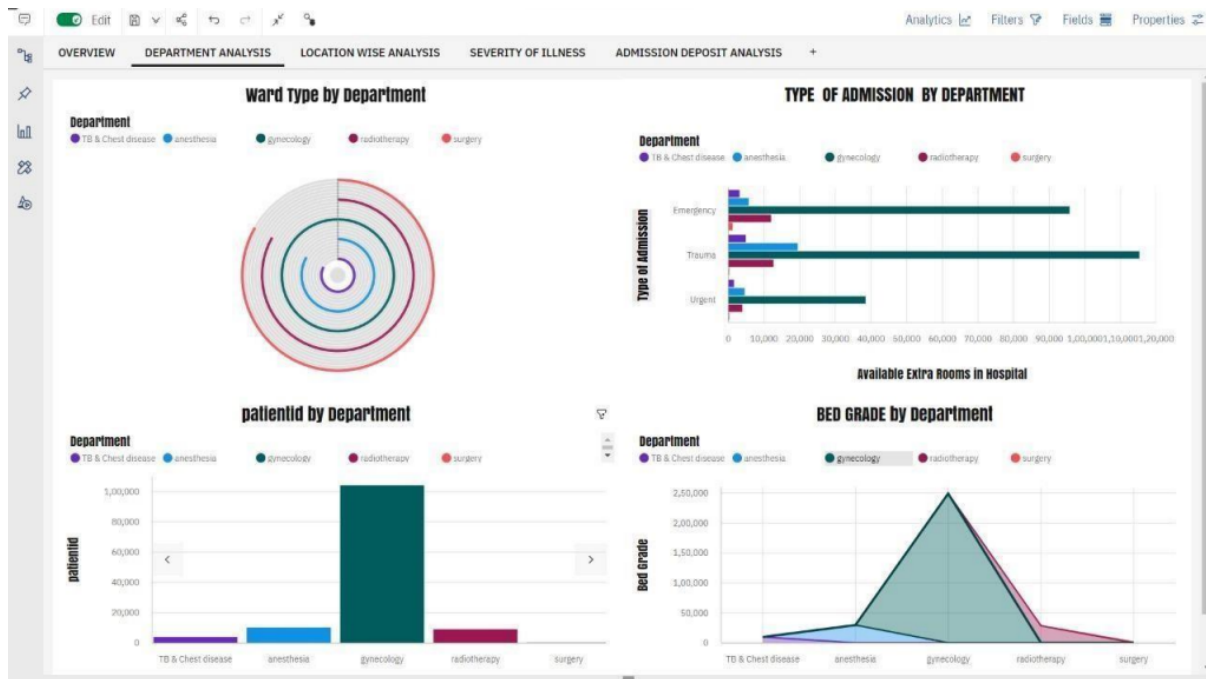 Edit
Analytics
Filters
Fields
Properties
OVERVIEW
DEPARTMENT ANALYSIS
LOCATION WISE ANALYSIS
SEVERITY OF ILLNESS
ADMISSION DEPOSIT ANALYSIS
+
Ward Type by Department
Department
TB & Chest disease anesthesia gynecology radiotherapy surgery
TYPE OF ADMISSION BY DEPARTMENT
Department
TB & Chest disease anesthesia gynecology radiotherapy surgery
Type of Admission
Emergency
Trauma
Urgent
0 10,000 20,000 30,000 40,000 50,000 60,000 70,000 80,000 90,000 1,00,000 1,10,000 1,20,000
Available Extra Rooms in Hospital
patientid by Department
Department
TB & Chest disease anesthesia gynecology radiotherapy surgery
patientid
1,00,000
80,000
60,000
40,000
20,000
0
TB & Chest disease anesthesia gynecology radiotherapy surgery
BED GRADE by Department
Department
TB & Chest disease anesthesia gynecology radiotherapy surgery
Bed Grade
2,50,000
2,00,000
1,50,000
1,00,000
50,000
0
TB & Chest disease anesthesia gynecology radiotherapy surgery